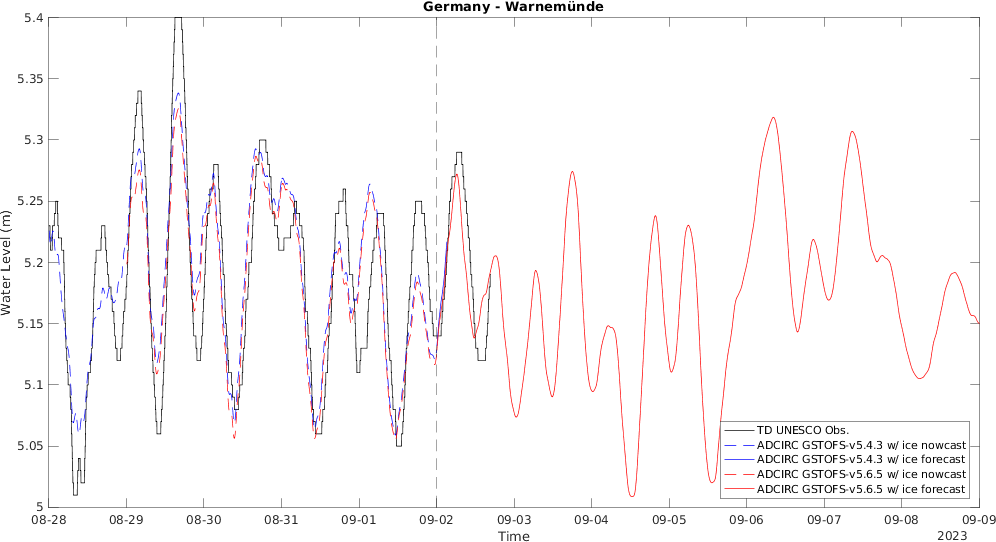 Germany - Warnemünde
5.4
5.35
5.3
5.25
5.2
5.15
5.1
5.05
5
Water Level (m)
08-28 08-29 08-30 08-31 09-01 09-02 09-03 09-04 09-05 09-06 09-07 09-08 09-09
Time
2023
TD UNESCO Obs.
ADCIRC GSTOFS-v5.4.3 w/ ice nowcast
ADCIRC GSTOFS-v5.4.3 w/ ice forecast
ADCIRC GSTOFS-v5.6.5 w/ ice nowcast
ADCIRC GSTOFS-v5.6.5 w/ ice forecast